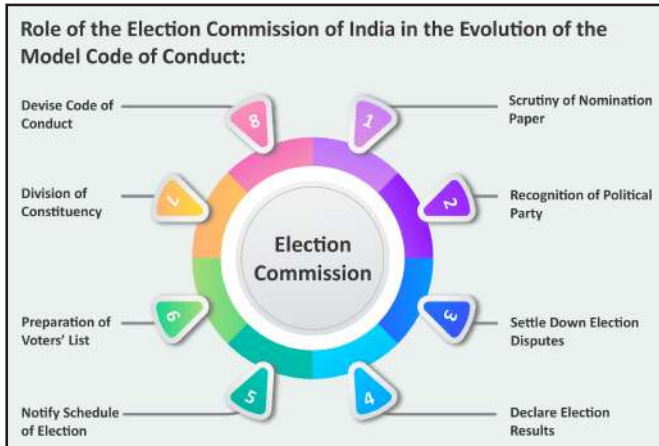 Role of the Election Commission of India in the Evolution of the
Model Code of Conduct:
Devise Code of
Conduct
8
1
Scrutiny of Nomination
Paper
Division of
Constituency
7
2
Recognition of Political
Party
Election
Commission
Preparation of
Voters' List
6
3
Settle Down Election
Disputes
Notify Schedule
of Election
5
4
Declare Election
Results